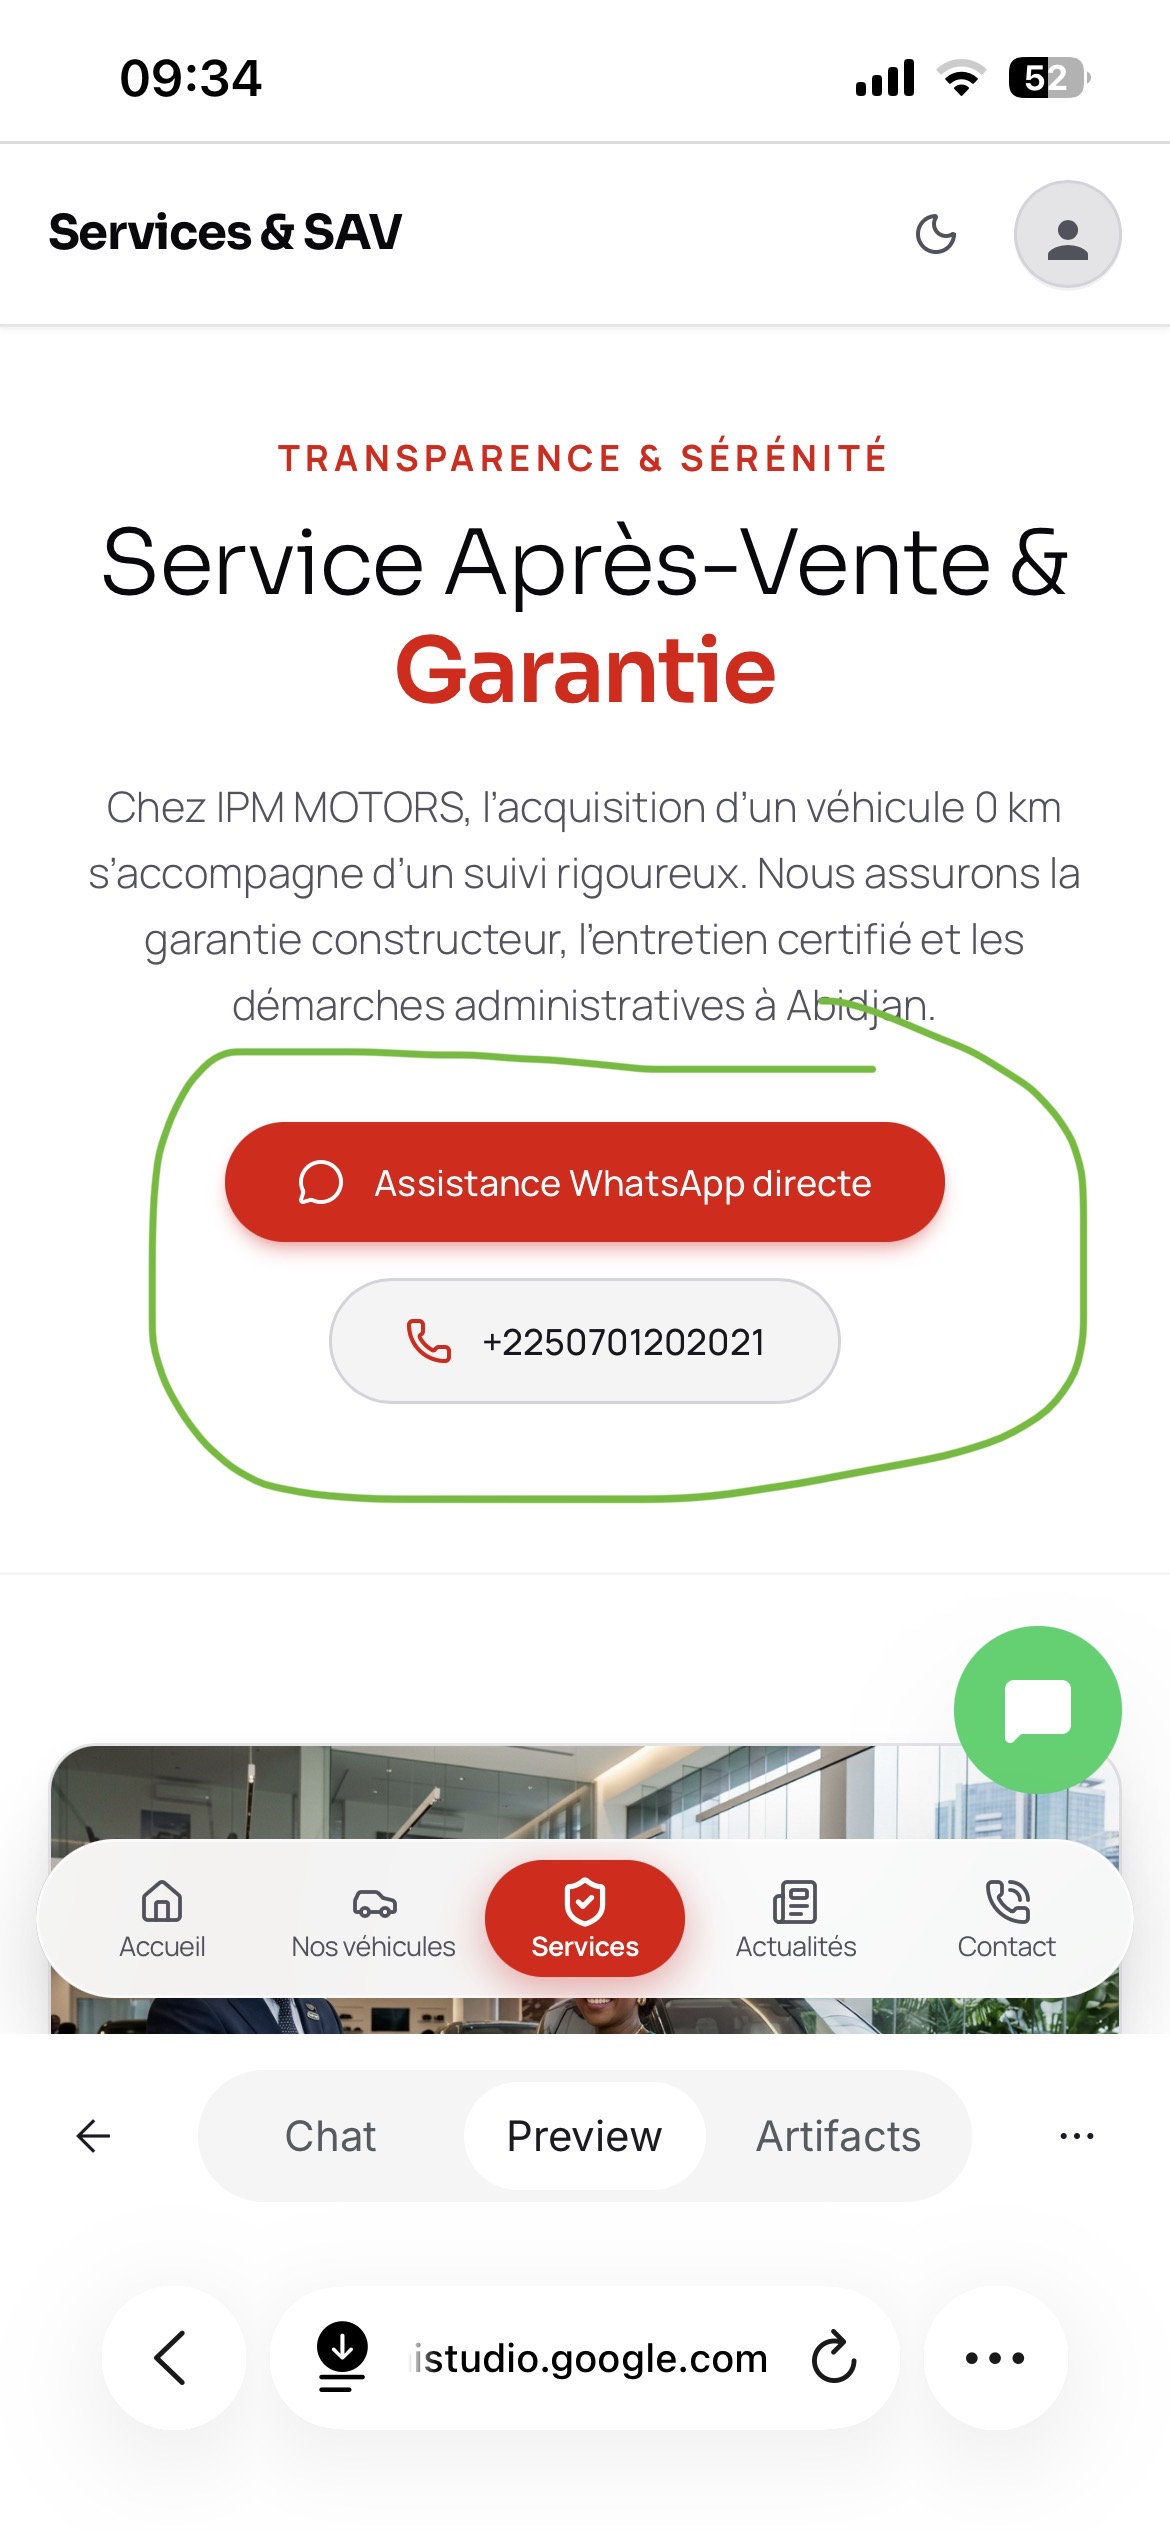 09:34
52
Services & SAV
TRANSPARENCE & SÉRÉNITÉ
Service Après-Vente &
Garantie
Chez IPM MOTORS, l'acquisition d'un véhicule 0 km
s'accompagne d'un suivi rigoureux. Nous assurons la
garantie constructeur, l'entretien certifié et les
démarches administratives à Abidjan.
Assistance WhatsApp directe
+2250701202021
Accueil
Nos véhicules
Services
Actualités
Contact
Chat
Preview
Artifacts
istudio.google.com